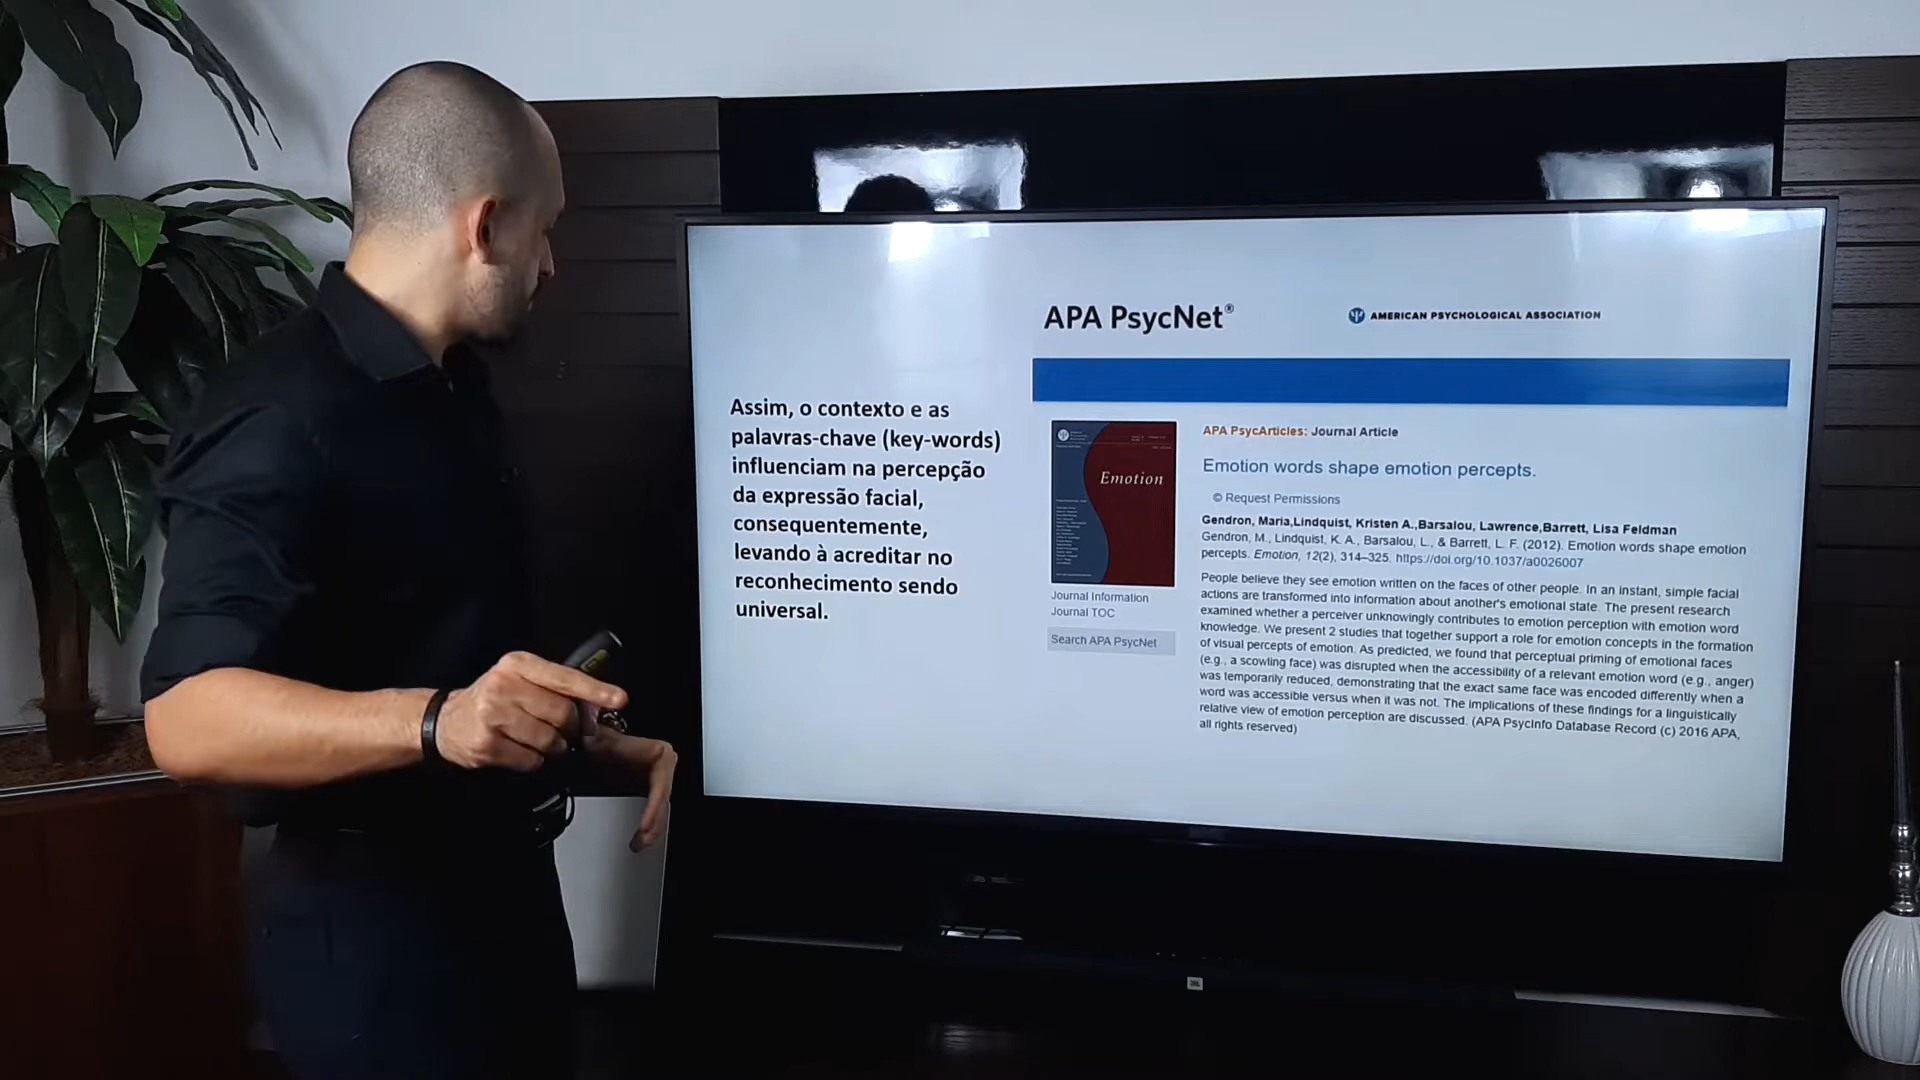 Assim, o contexto e as
palavras-chave (key-words)
influenciam na percepção
da expressão facial,
consequentemente,
levando à acreditar no
reconhecimento sendo
universal.
APA PsycNet®
AMERICAN PSYCHOLOGICAL ASSOCIATION
Emotion
Journal Information
Journal TOC
Search APA PsycNet
APA PsycArticles: Journal Article
Emotion words shape emotion percepts.
© Request Permissions
Gendron, Maria,Lindquist, Kristen A.,Barsalou, Lawrence,Barrett, Lisa Feldman
Gendron, M., Lindquist, K. A., Barsalou, L., & Barrett, L. F. (2012). Emotion words shape emotion
percepts. Emotion, 12(2), 314–325. https://doi.org/10.1037/a0026007
People believe they see emotion written on the faces of other people. In an instant, simple facial
actions are transformed into information about another's emotional state. The present research
examined whether a perceiver unknowingly contributes to emotion perception with emotion word
knowledge. We present 2 studies that together support a role for emotion concepts in the formation
of visual percepts of emotion. As predicted, we found that perceptual priming of emotional faces
(e.g., a scowling face) was disrupted when the accessibility of a relevant emotion word (e.g., anger)
was temporarily reduced, demonstrating that the exact same face was encoded differently when a
word was accessible versus when it was not. The implications of these findings for a linguistically
relative view of emotion perception are discussed. (APA PsycInfo Database Record (c) 2016 APA,
all rights reserved)
JBL